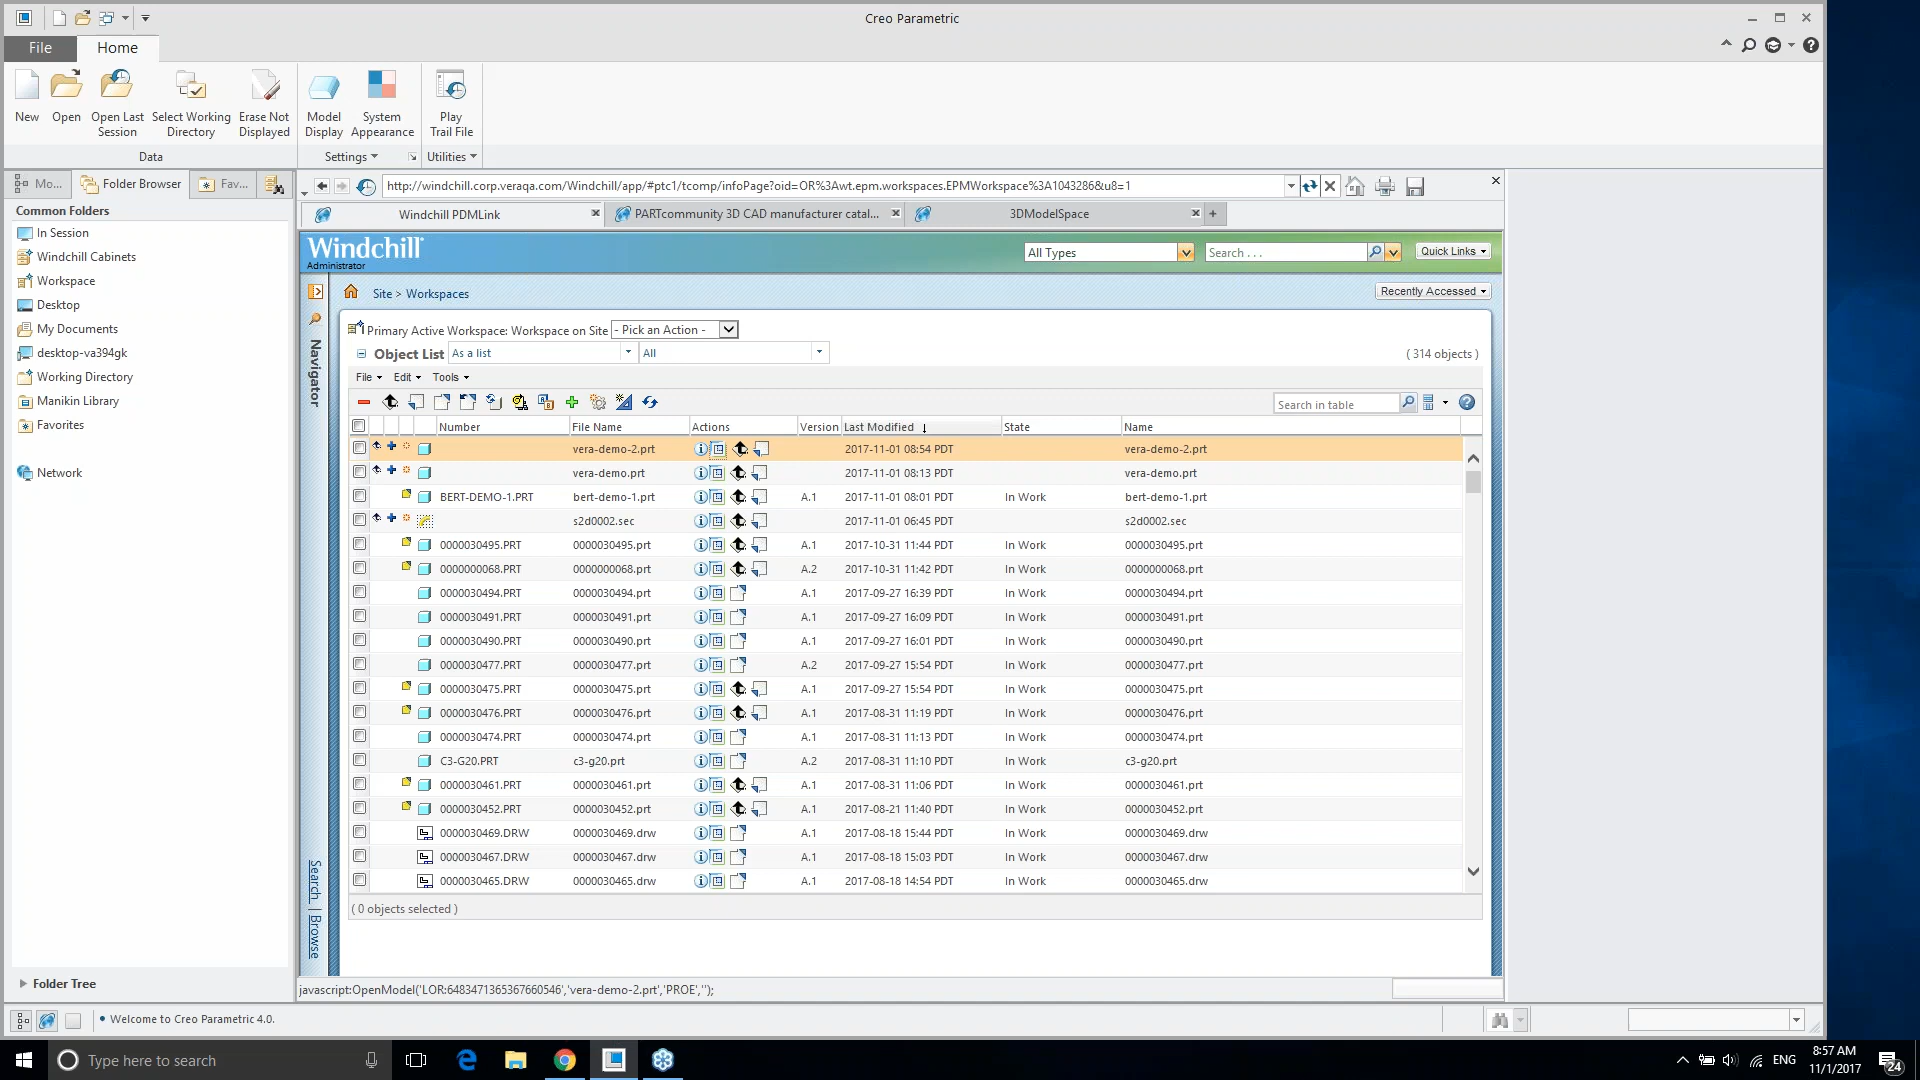 Creo Parametric
File Home
New Open Open Last Session Select Working Directory Erase Not Displayed Model Display System Appearance Play Trail File
Data Settings Utilities
Mo... Folder Browser Fav...
Common Folders
In Session
Windchill Cabinets
Workspace
Desktop
My Documents
desktop-va394gk
Working Directory
Manikin Library
Favorites
Network
Folder Tree
http://windchill.corp.veraqa.com/Windchill/app/#ptc1/tcomp/infoPage?oid=OR%3Awt.epm.workspaces.EPMWorkspace%3A1043286&u8=1
Windchill PDMLink PARTcommunity 3D CAD manufacturer catal... 3DModelSpace +
Windchill
Administrator
All Types Search . . . Quick Links
Site > Workspaces Recently Accessed
Navigator
Search | Browse
Primary Active Workspace: Workspace on Site - Pick an Action -
Object List As a list All ( 314 objects )
File Edit Tools
Search in table
Number File Name Actions Version Last Modified ↓ State Name
vera-demo-2.prt 2017-11-01 08:54 PDT vera-demo-2.prt
vera-demo.prt 2017-11-01 08:13 PDT vera-demo.prt
BERT-DEMO-1.PRT bert-demo-1.prt A.1 2017-11-01 08:01 PDT In Work bert-demo-1.prt
s2d0002.sec 2017-11-01 06:45 PDT s2d0002.sec
0000030495.PRT 0000030495.prt A.1 2017-10-31 11:44 PDT In Work 0000030495.prt
0000000068.PRT 0000000068.prt A.2 2017-10-31 11:42 PDT In Work 0000000068.prt
0000030494.PRT 0000030494.prt A.1 2017-09-27 16:39 PDT In Work 0000030494.prt
0000030491.PRT 0000030491.prt A.1 2017-09-27 16:09 PDT In Work 0000030491.prt
0000030490.PRT 0000030490.prt A.1 2017-09-27 16:01 PDT In Work 0000030490.prt
0000030477.PRT 0000030477.prt A.2 2017-09-27 15:54 PDT In Work 0000030477.prt
0000030475.PRT 0000030475.prt A.1 2017-09-27 15:54 PDT In Work 0000030475.prt
0000030476.PRT 0000030476.prt A.1 2017-08-31 11:19 PDT In Work 0000030476.prt
0000030474.PRT 0000030474.prt A.1 2017-08-31 11:13 PDT In Work 0000030474.prt
C3-G20.PRT c3-g20.prt A.2 2017-08-31 11:10 PDT In Work c3-g20.prt
0000030461.PRT 0000030461.prt A.1 2017-08-31 11:06 PDT In Work 0000030461.prt
0000030452.PRT 0000030452.prt A.1 2017-08-21 11:40 PDT In Work 0000030452.prt
0000030469.DRW 0000030469.drw A.1 2017-08-18 15:44 PDT In Work 0000030469.drw
0000030467.DRW 0000030467.drw A.1 2017-08-18 15:03 PDT In Work 0000030467.drw
0000030465.DRW 0000030465.drw A.1 2017-08-18 14:54 PDT In Work 0000030465.drw
( 0 objects selected )
javascript:OpenModel('LOR:6483471365367660546','vera-demo-2.prt','PROE','');
• Welcome to Creo Parametric 4.0.
Type here to search
ENG
8:57 AM
11/1/2017
24